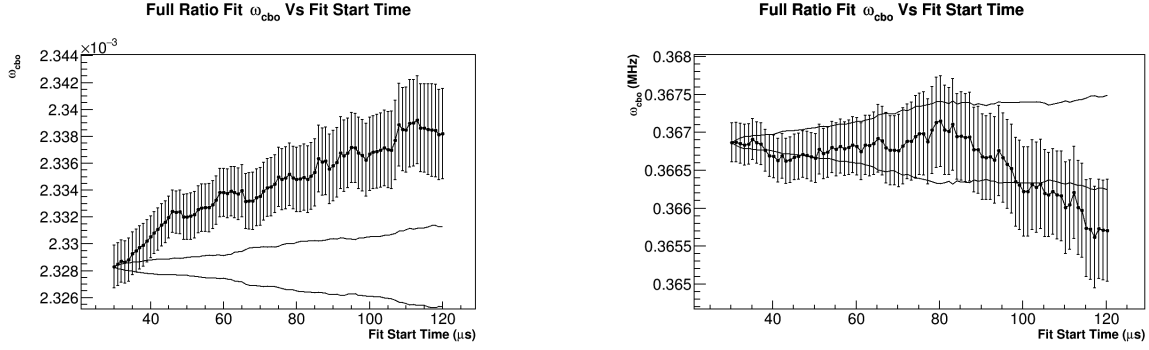 Full Ratio Fit ω_cbo Vs Fit Start Time
×10⁻³
ω_cbo
2.344
2.342
2.34
2.338
2.336
2.334
2.332
2.33
2.328
2.326
40 60 80 100 120
Fit Start Time (μs)
Full Ratio Fit ω_cbo Vs Fit Start Time
ω_cbo (MHz)
0.368
0.3675
0.367
0.3665
0.366
0.3655
0.365
40 60 80 100 120
Fit Start Time (μs)